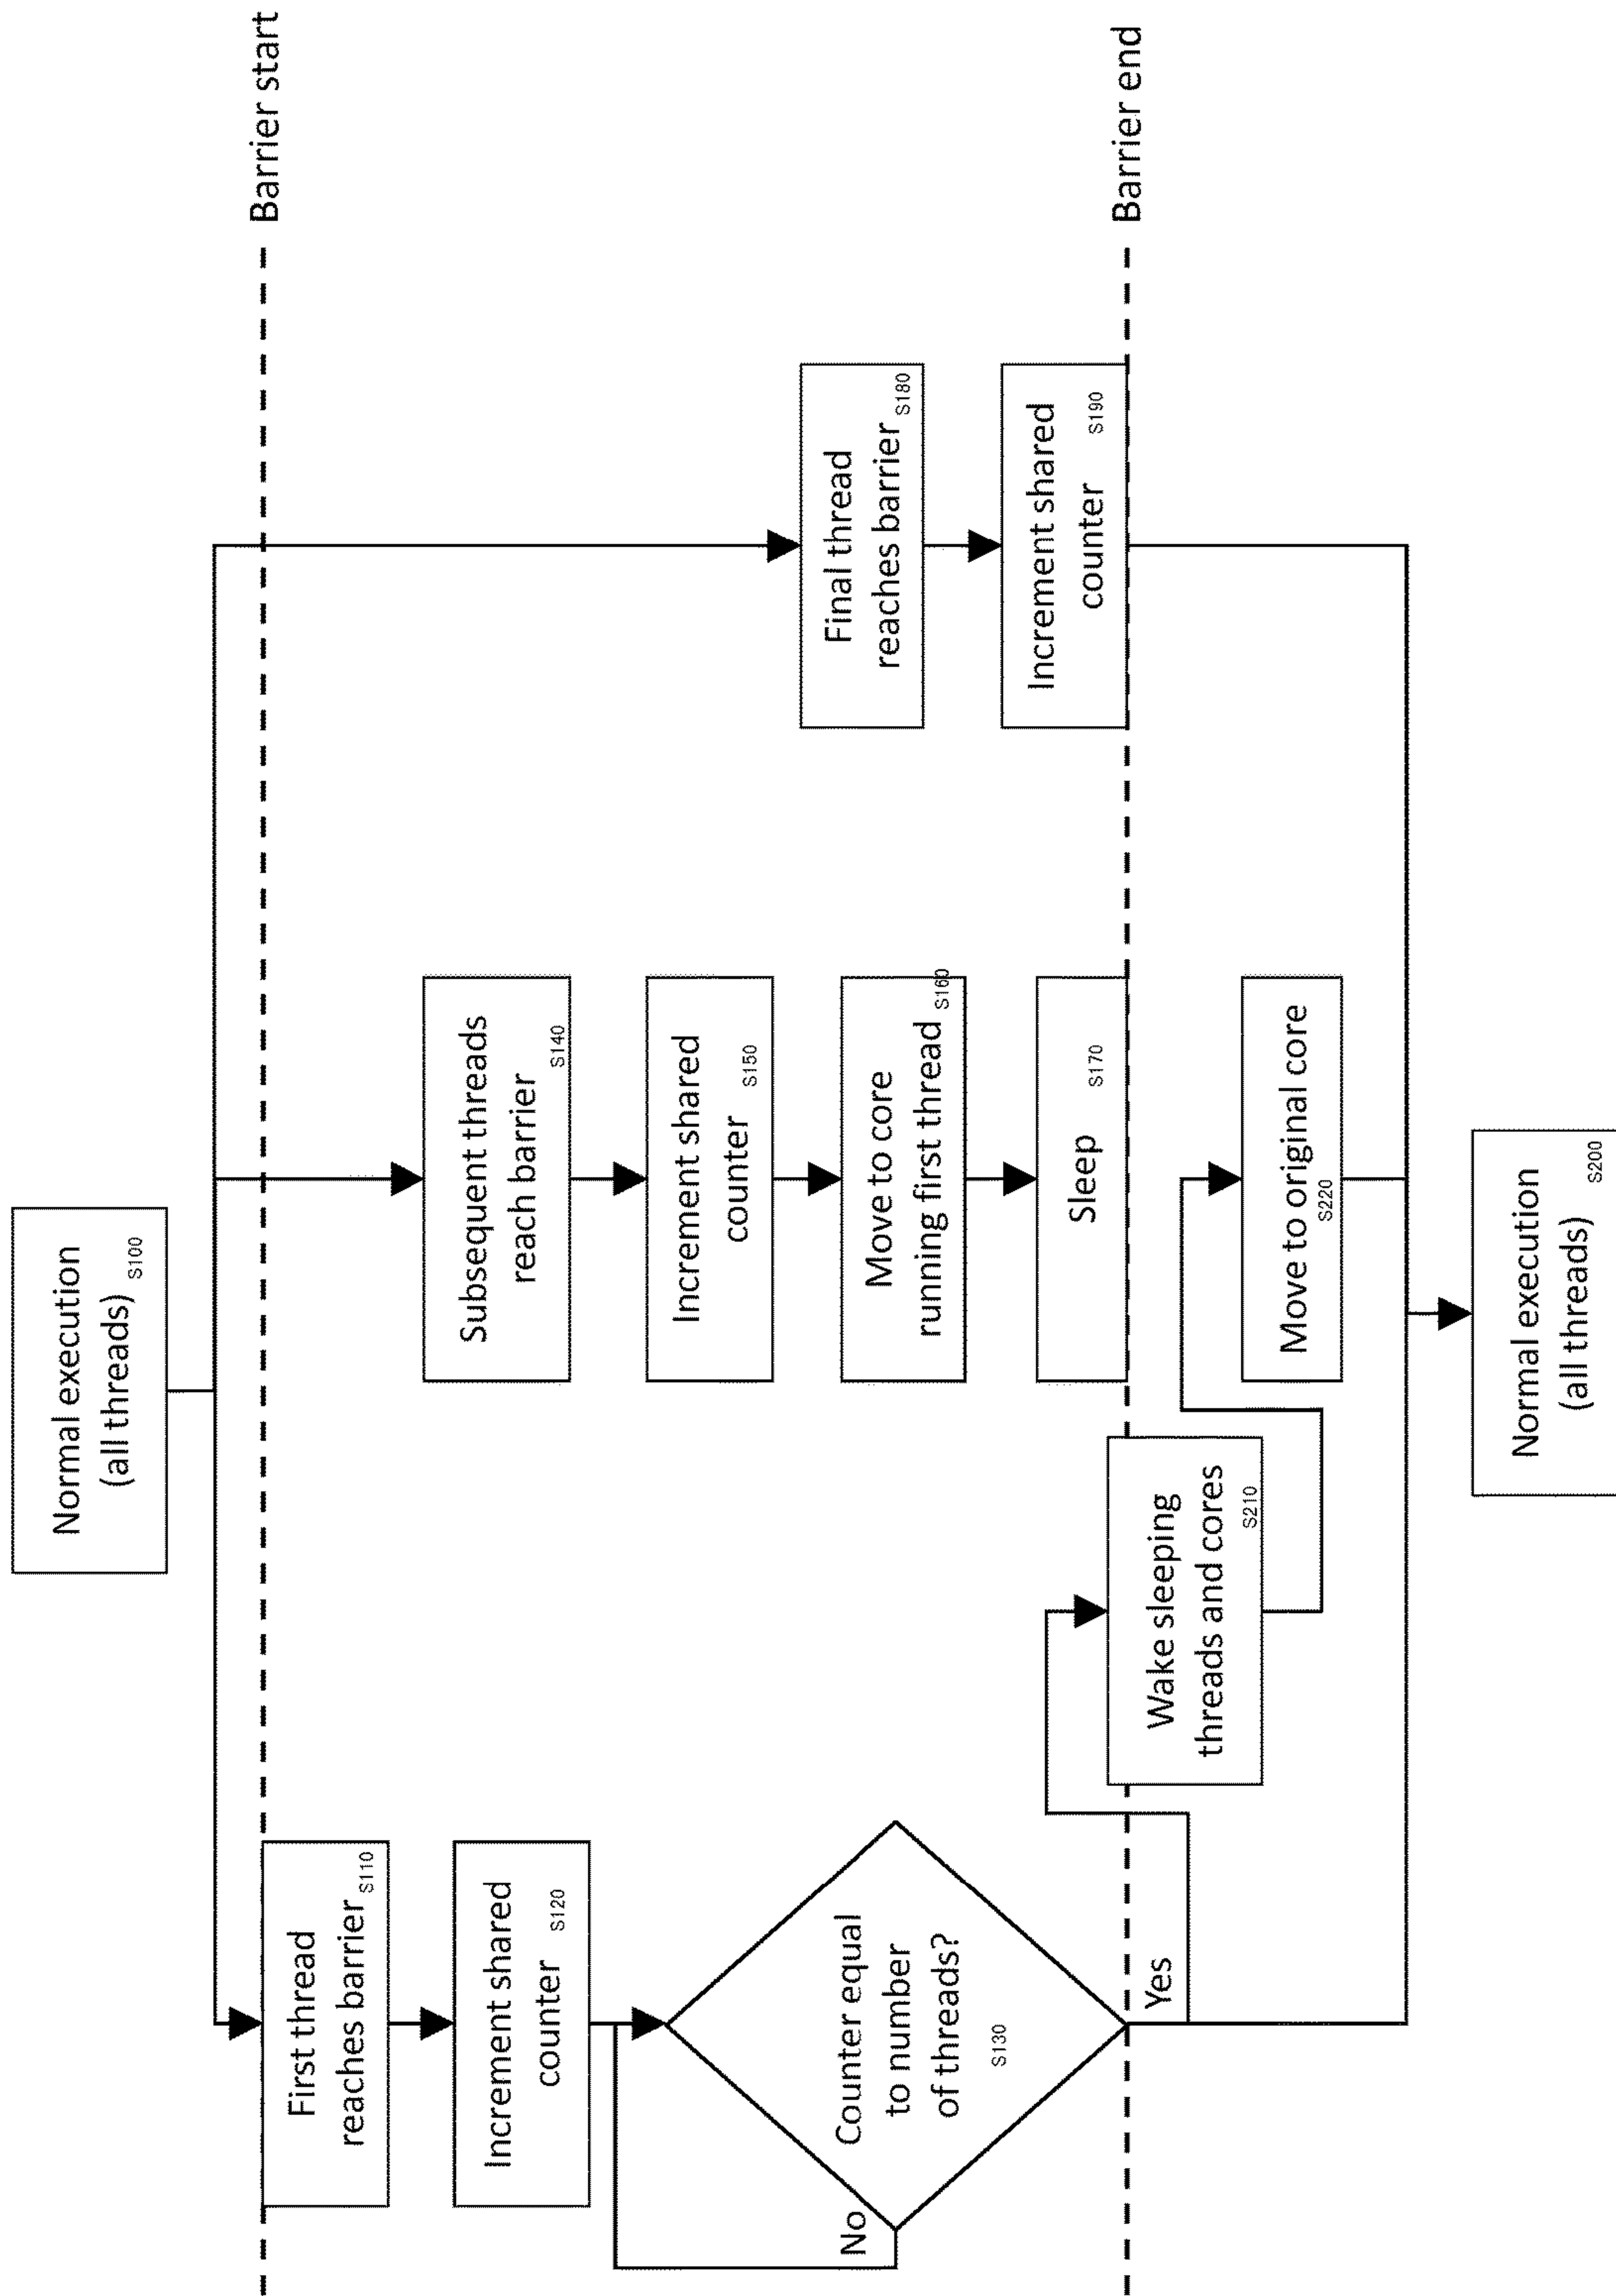 Normal execution
(all threads)
S100
Barrier start
First thread
reaches barrier
S110
Increment shared
counter
S120
Counter equal
to number
of threads?
S130
No
Yes
Subsequent threads
reach barrier
S140
Increment shared
counter
S150
Move to core
running first thread
S160
Sleep
S170
Final thread
reaches barrier
S180
Increment shared
counter
S190
Barrier end
Wake sleeping
threads and cores
S210
Move to original core
S220
Normal execution
(all threads)
S200